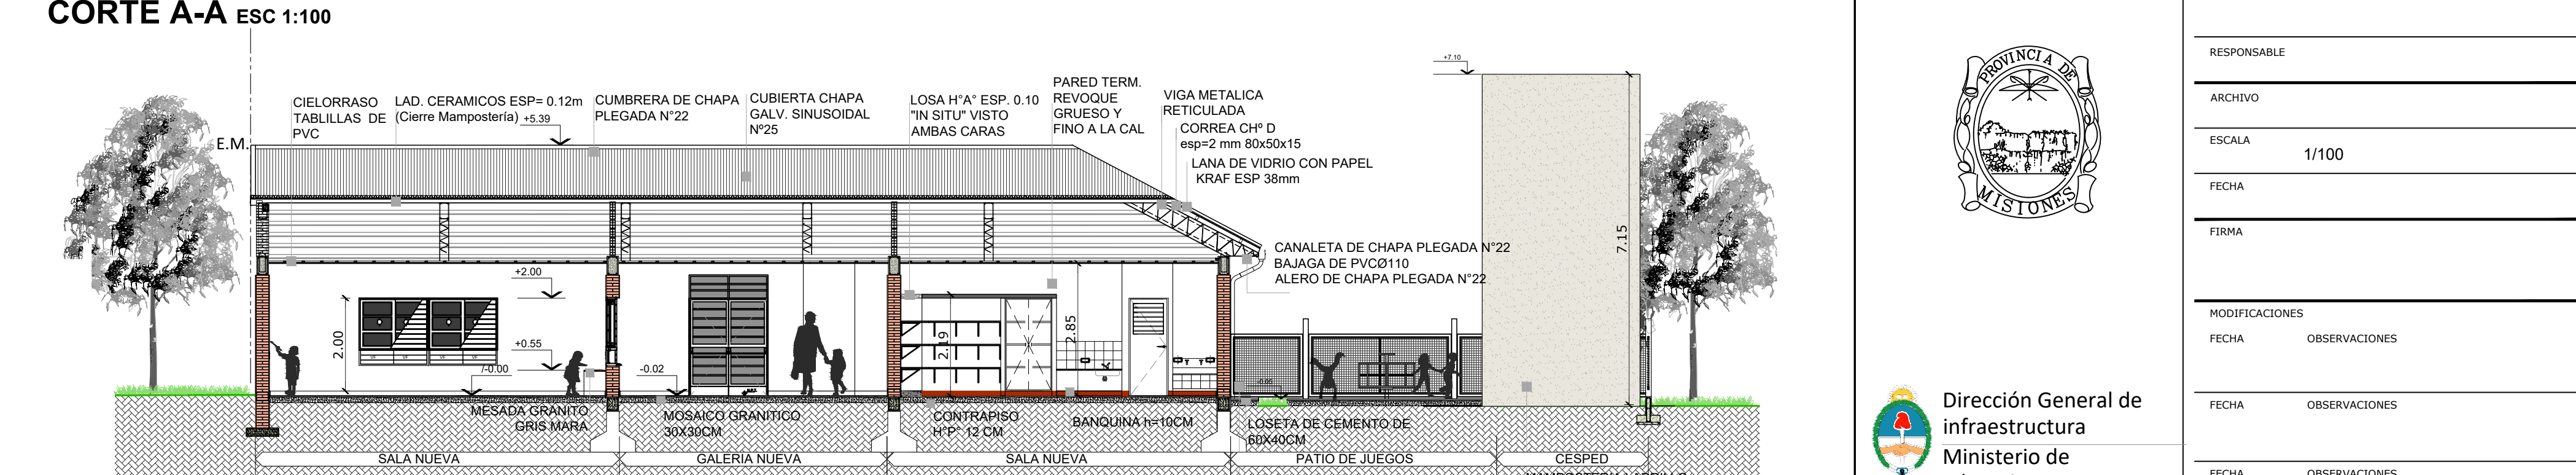 CORTE A-A ESC 1:100
+7.10
CIELORRASO
TABLILLAS DE
PVC
LAD. CERAMICOS ESP= 0.12m
(Cierre Mampostería)
+5.39
CUMBRERA DE CHAPA
PLEGADA N°22
CUBIERTA CHAPA
GALV. SINUSOIDAL
Nº25
LOSA H°A° ESP. 0.10
"IN SITU" VISTO
AMBAS CARAS
PARED TERM.
REVOQUE
GRUESO Y
FINO A LA CAL
VIGA METALICA
RETICULADA
CORREA CHº D
esp=2 mm 80x50x15
LANA DE VIDRIO CON PAPEL
KRAF ESP 38mm
E.M.
CANALETA DE CHAPA PLEGADA N°22
BAJAGA DE PVCØ110
ALERO DE CHAPA PLEGADA N°22
7.15
+2.00
2.00
+0.55
/-0.00
-0.02
2.19
2.85
-0.05
MESADA GRANITO
GRIS MARA
MOSAICO GRANITICO
30X30CM
CONTRAPISO
H°P° 12 CM
BANQUINA h=10CM
LOSETA DE CEMENTO DE
60X40CM
SALA NUEVA
GALERIA NUEVA
SALA NUEVA
PATIO DE JUEGOS
CESPED
PROVINCIA DE
MISIONES
Dirección General de
infraestructura
Ministerio de
RESPONSABLE
ARCHIVO
ESCALA
1/100
FECHA
FIRMA
MODIFICACIONES
FECHA OBSERVACIONES
FECHA OBSERVACIONES
FECHA OBSERVACIONES